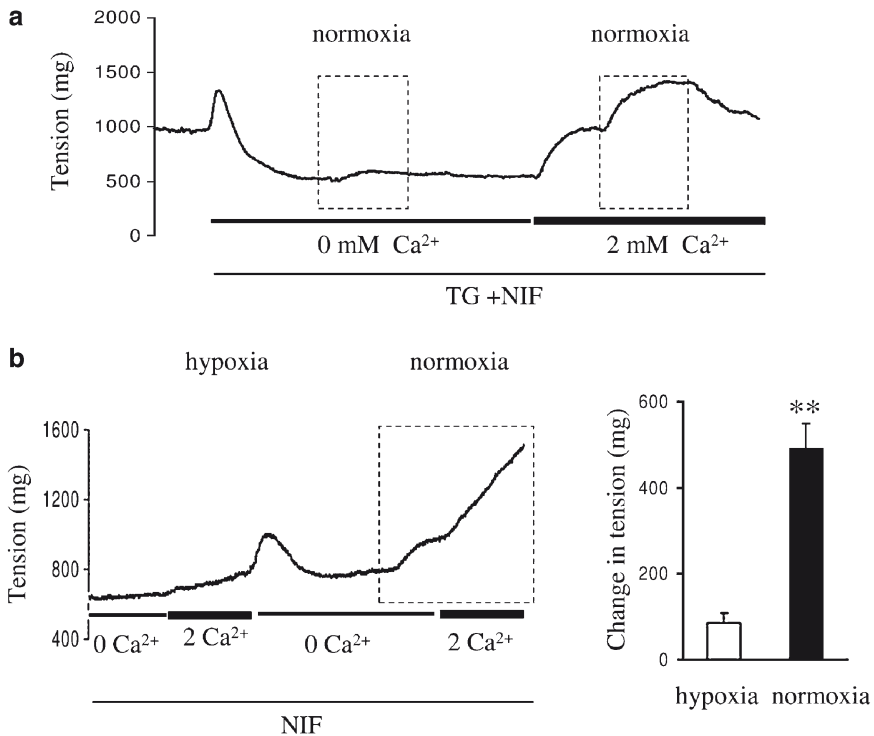 a
2000
1500
1000
500
0
Tension (mg)
normoxia
normoxia
0 mM Ca²⁺
2 mM Ca²⁺
TG +NIF
b
hypoxia
normoxia
1600
1200
800
400
Tension (mg)
0 Ca²⁺
2 Ca²⁺
0 Ca²⁺
2 Ca²⁺
NIF
600
400
200
0
Change in tension (mg)
**
hypoxia
normoxia